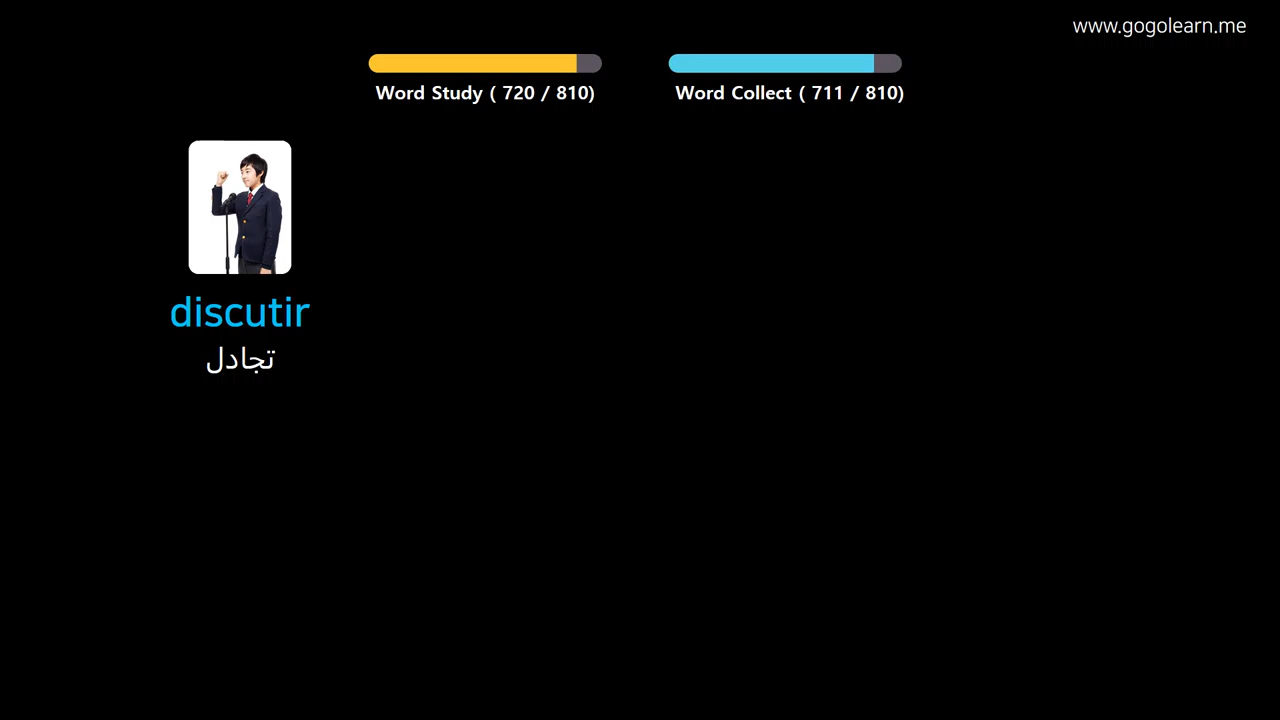 www.gogolearn.me
Word Study ( 720 / 810)
Word Collect ( 711 / 810)
discutir
تجادل